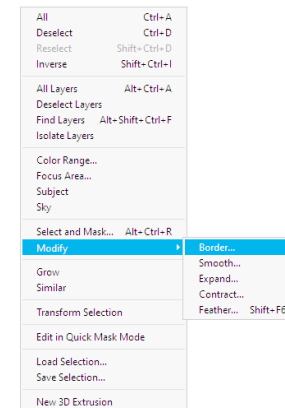 All Ctrl+A
Deselect Ctrl+D
Reselect Shift+Ctrl+D
Inverse Shift+Ctrl+I
All Layers Alt+Ctrl+A
Deselect Layers
Find Layers Alt+Shift+Ctrl+F
Isolate Layers
Color Range...
Focus Area...
Subject
Sky
Select and Mask... Alt+Ctrl+R
Modify
Border...
Smooth...
Expand...
Contract...
Feather... Shift+F6
Grow
Similar
Transform Selection
Edit in Quick Mask Mode
Load Selection...
Save Selection...
New 3D Extrusion